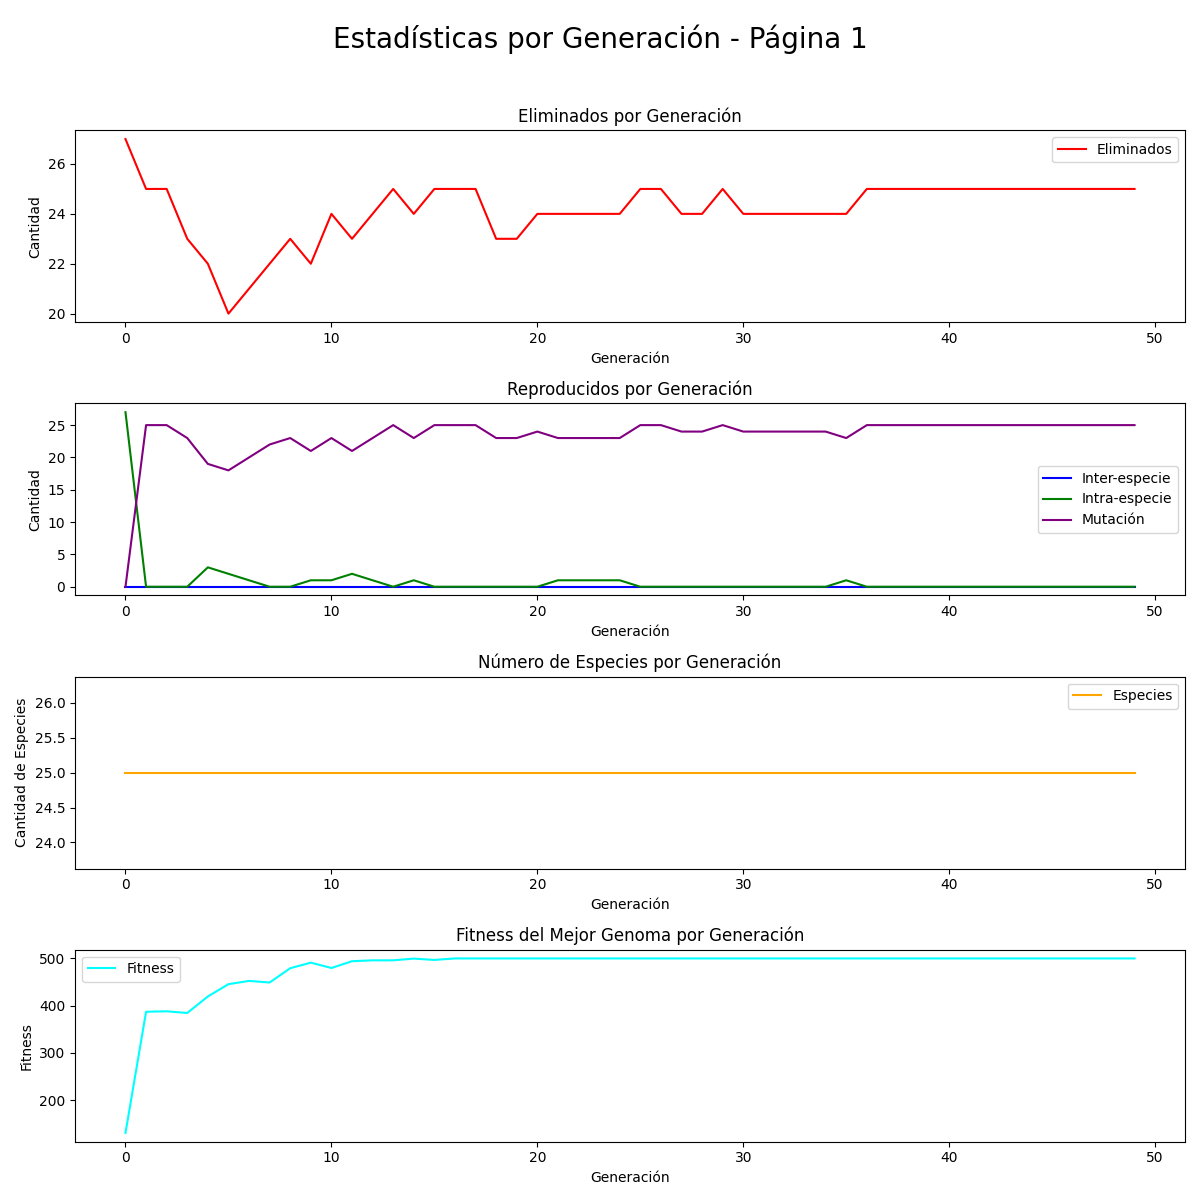 Estadísticas por Generación - Página 1
Eliminados por Generación
Eliminados
26
24
22
20
Cantidad
0 10 20 30 40 50
Generación
Reproducidos por Generación
25
20
15
10
5
0
Cantidad
Inter-especie
Intra-especie
Mutación
0 10 20 30 40 50
Generación
Número de Especies por Generación
Especies
26.0
25.5
25.0
24.5
24.0
Cantidad de Especies
0 10 20 30 40 50
Generación
Fitness del Mejor Genoma por Generación
Fitness
500
400
300
200
Fitness
0 10 20 30 40 50
Generación